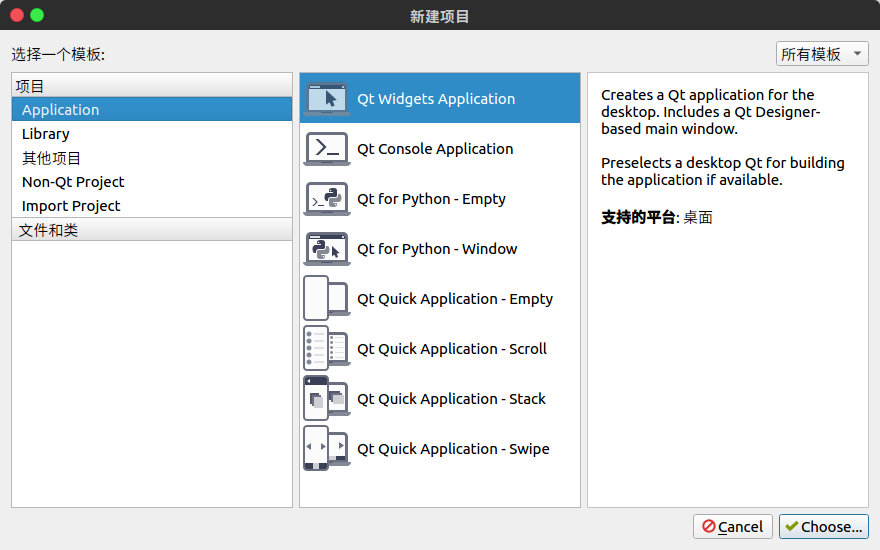 新建项目
选择一个模板:
所有模板
项目
Application
Library
其他项目
Non-Qt Project
Import Project
文件和类
Qt Widgets Application
Qt Console Application
Qt for Python - Empty
Qt for Python - Window
Qt Quick Application - Empty
Qt Quick Application - Scroll
Qt Quick Application - Stack
Qt Quick Application - Swipe
Creates a Qt application for the
desktop. Includes a Qt Designer-
based main window.
Preselects a desktop Qt for building
the application if available.
支持的平台: 桌面
Cancel
Choose...